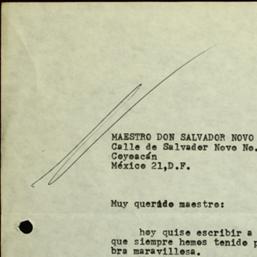 MAESTRO DON SALVADOR NOVO
Calle de Salvador Novo No.
Coyoacán
México 21,D.F.
Muy querido maestro:
hoy quise escribir a
que siempre hemos tenido p
bra maravillosa.